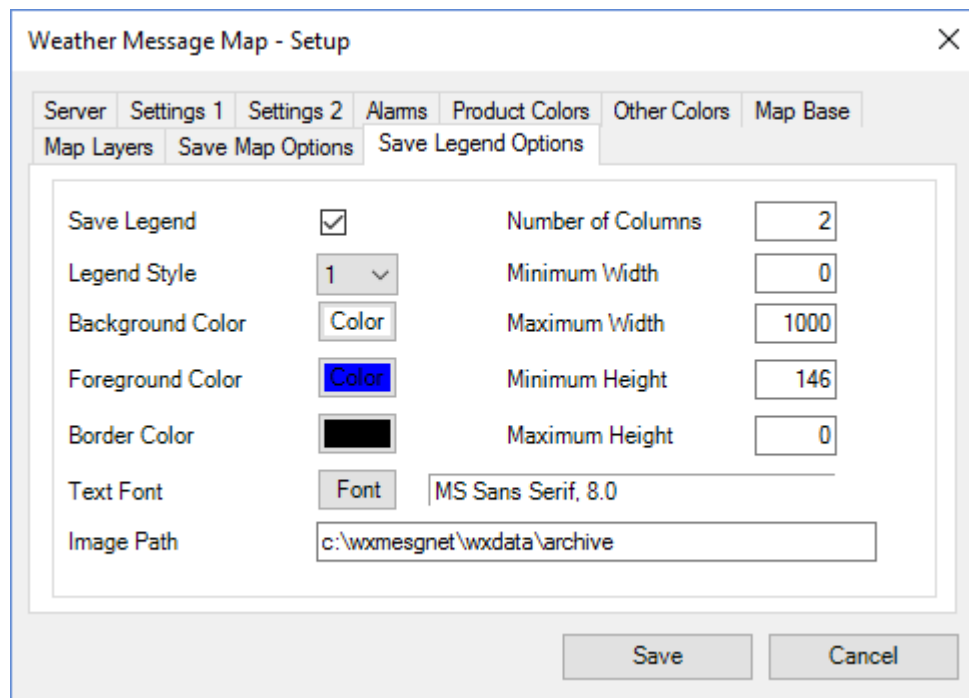 Weather Message Map - Setup
Server Settings 1 Settings 2 Alarms Product Colors Other Colors Map Base
Map Layers Save Map Options Save Legend Options
Save Legend Number of Columns 2
Legend Style 1 Minimum Width 0
Background Color Color Maximum Width 1000
Foreground Color Color Minimum Height 146
Border Color Maximum Height 0
Text Font Font MS Sans Serif, 8.0
Image Path c:\wxmesgnet\wxdata\archive
Save Cancel